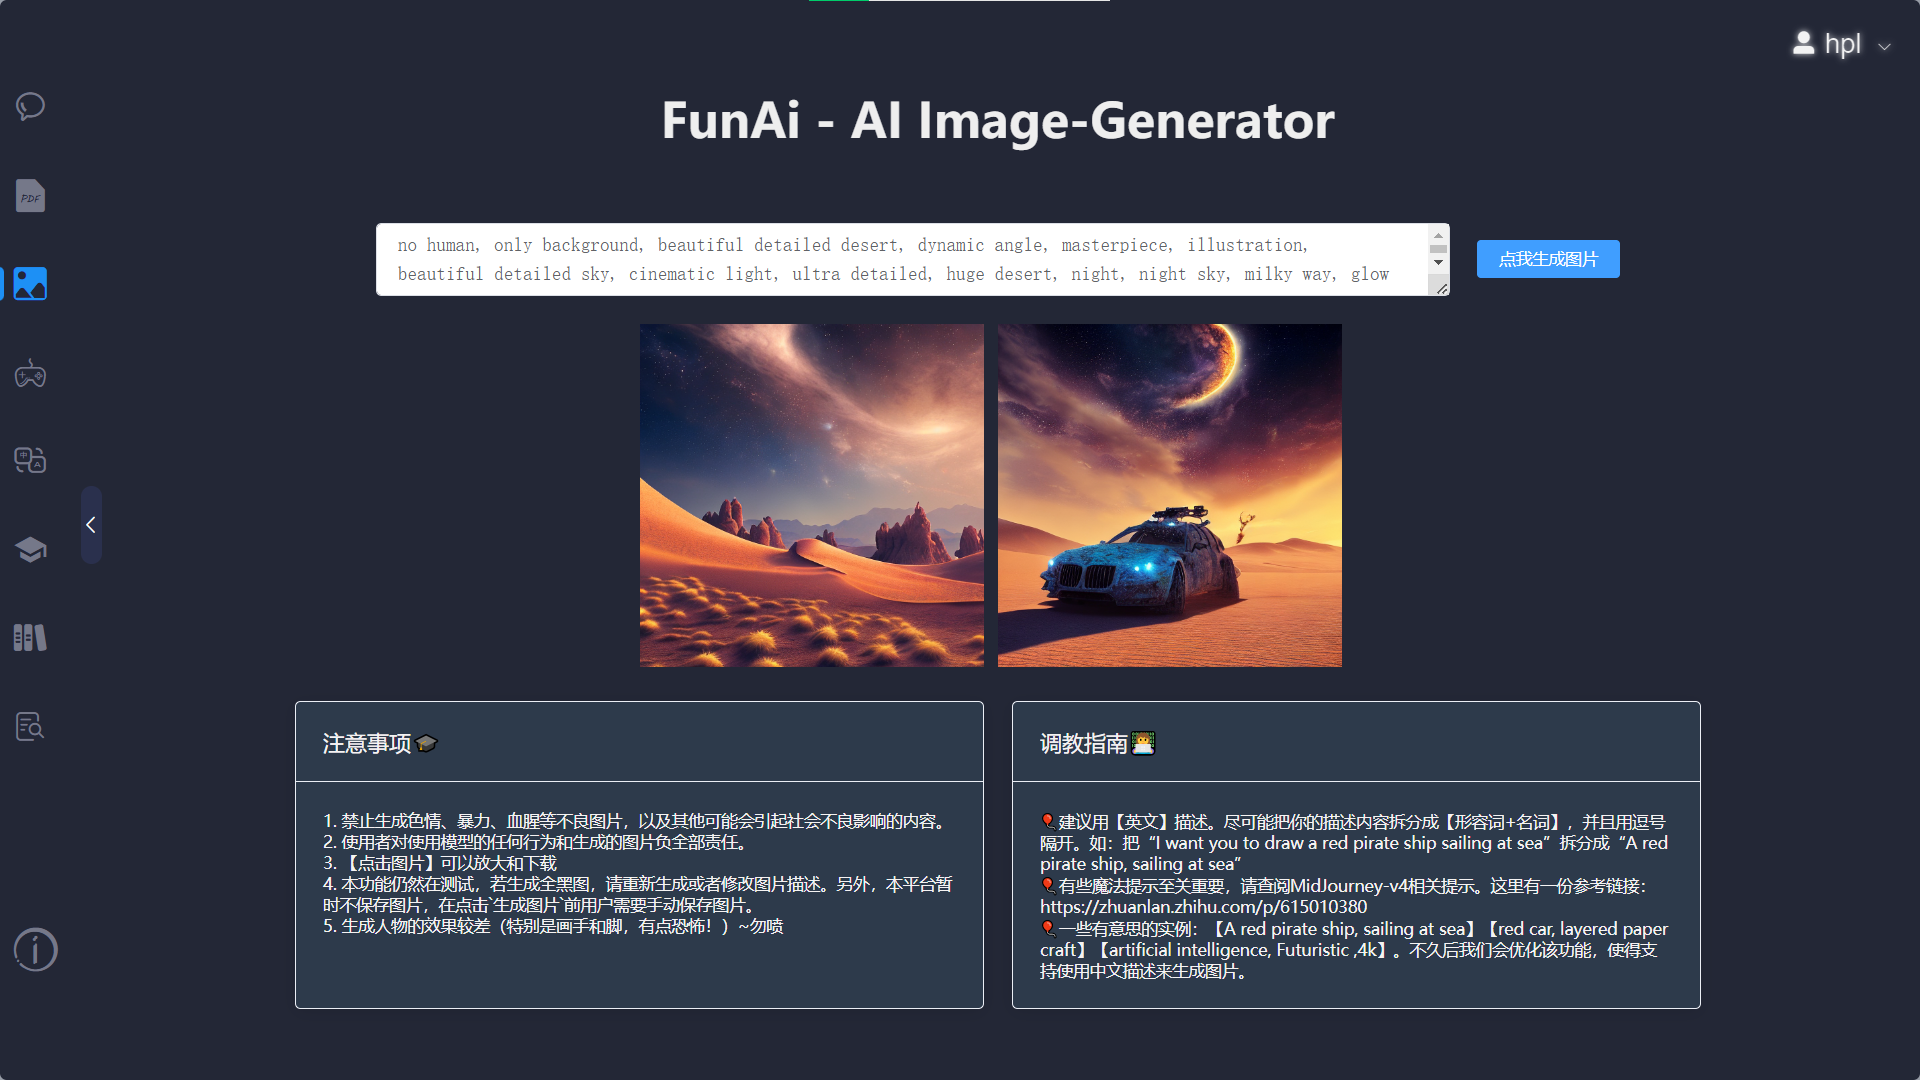 hpl
FunAi - AI Image-Generator
no human, only background, beautiful detailed desert, dynamic angle, masterpiece, illustration,
beautiful detailed sky, cinematic light, ultra detailed, huge desert, night, night sky, milky way, glow
点我生成图片
PDF
中
A
注意事项
1. 禁止生成色情、暴力、血腥等不良图片，以及其他可能会引起社会不良影响的内容。
2. 使用者对使用模型的任何行为和生成的图片负全部责任。
3. 【点击图片】可以放大和下载
4. 本功能仍然在测试，若生成全黑图，请重新生成或者修改图片描述。另外，本平台暂
时不保存图片，在点击`生成图片`前用户需要手动保存图片。
5. 生成人物的效果较差（特别是画手和脚，有点恐怖！）~勿喷
调教指南
建议用【英文】描述。尽可能把你的描述内容拆分成【形容词+名词】，并且用逗号
隔开。如：把“I want you to draw a red pirate ship sailing at sea”拆分成“A red
pirate ship, sailing at sea”
有些魔法提示至关重要，请查阅MidJourney-v4相关提示。这里有一份参考链接：
https://zhuanlan.zhihu.com/p/615010380
一些有意思的实例：【A red pirate ship, sailing at sea】【red car, layered paper
craft】【artificial intelligence, Futuristic ,4k】。不久后我们会优化该功能，使得支
持使用中文描述来生成图片。